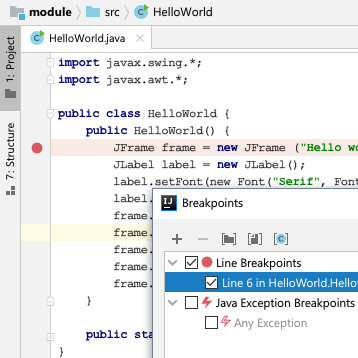 module src HelloWorld
HelloWorld.java
1: Project
7: Structure
import javax.swing.*;
import javax.awt.*;
public class HelloWorld {
public HelloWorld() {
JFrame frame = new JFrame ("Hello
JLabel label = new JLabel();
label.setFont(new Font("Serif", Font
label.
frame.
frame.
frame.
frame.
frame.
}
public
}
IJ
Breakpoints
Line Breakpoints
Line 6 in HelloWorld.Hello
Java Exception Breakpoints
Any Exception